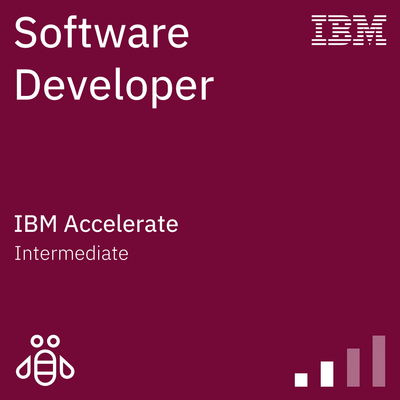 Software
Developer
IBM
IBM Accelerate
Intermediate